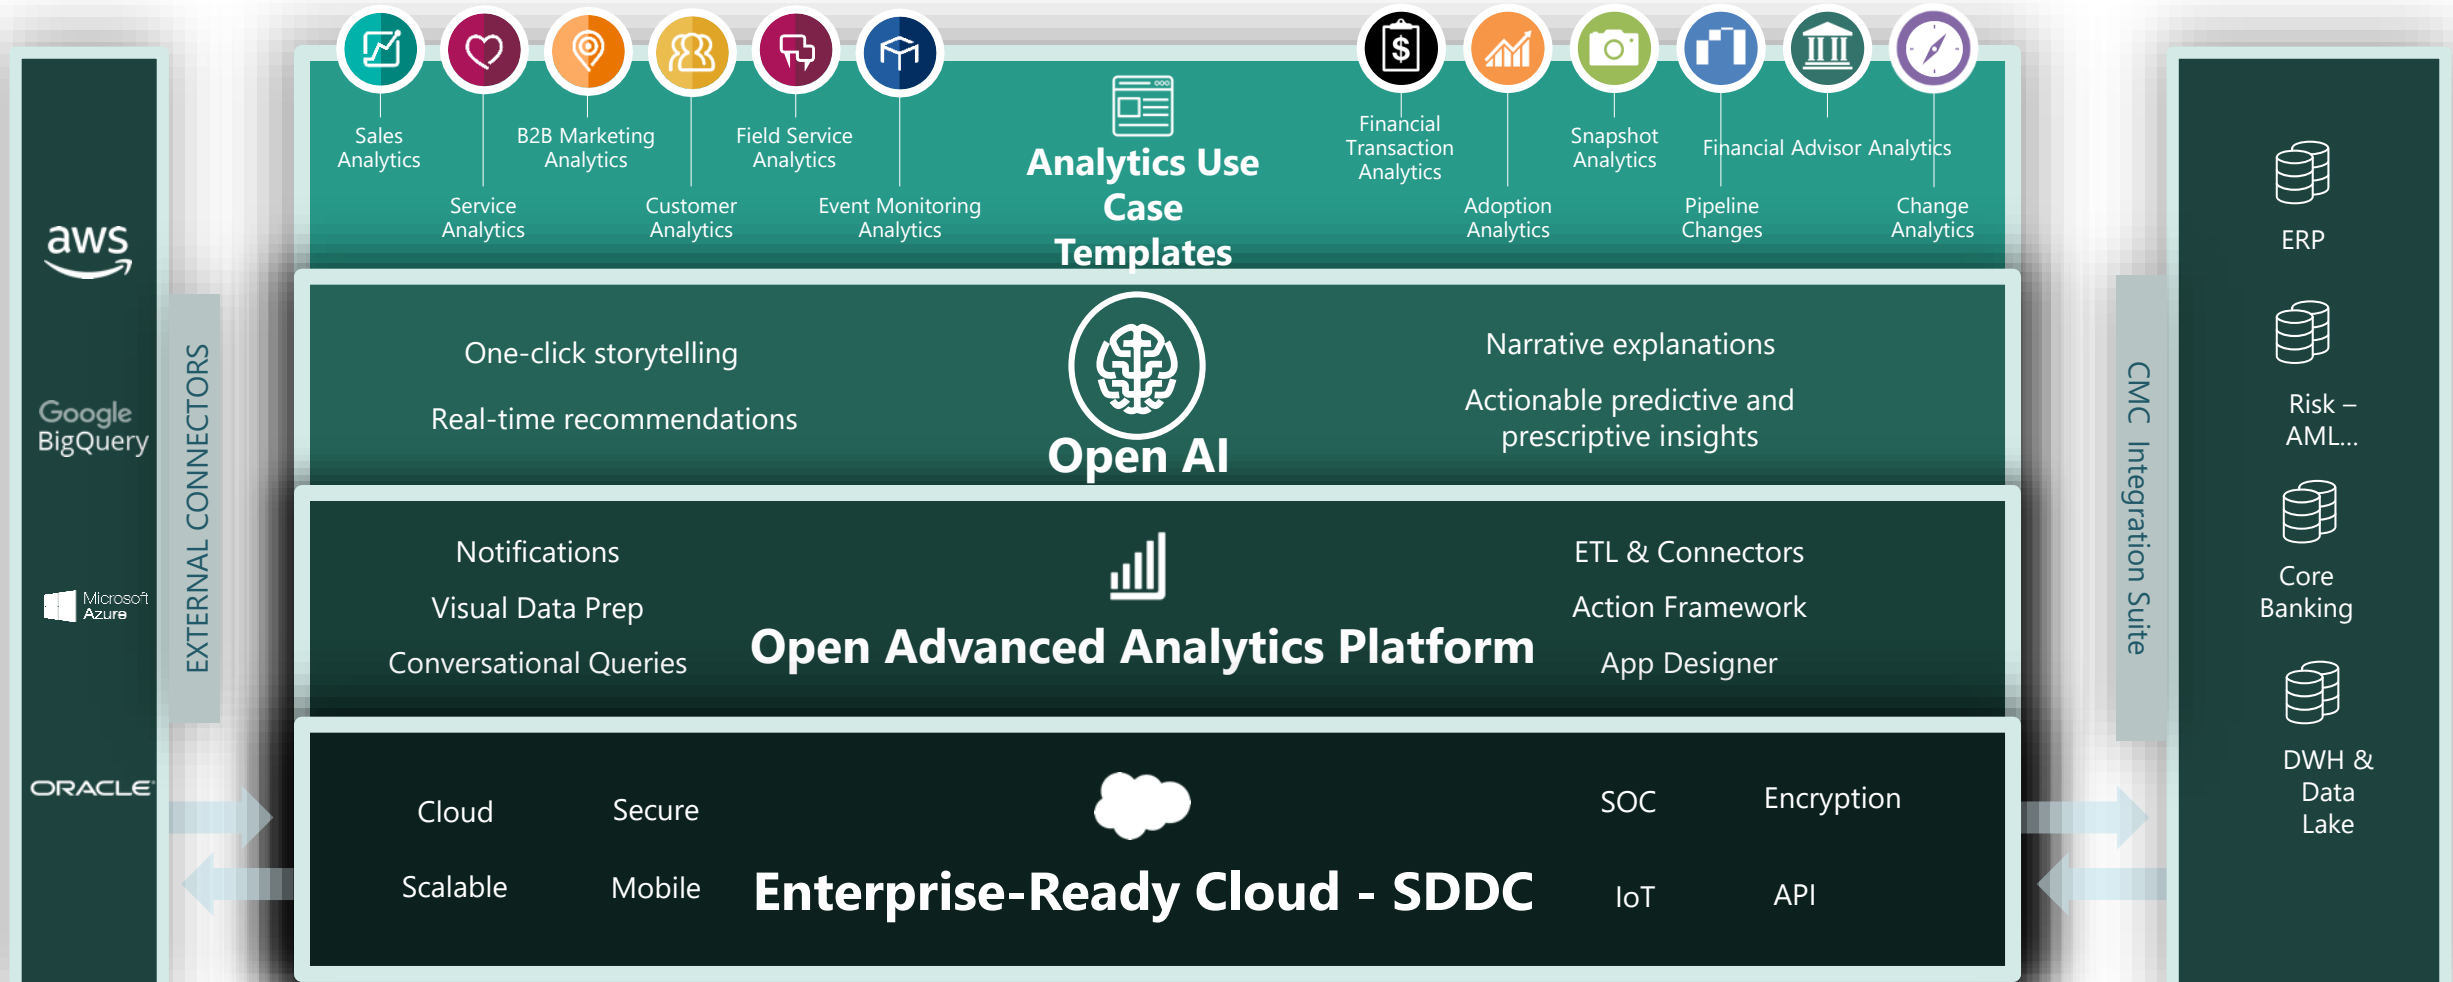 Sales
Analytics
Service
Analytics
B2B Marketing
Analytics
Customer
Analytics
Field Service
Analytics
Event Monitoring
Analytics
Analytics Use
Case
Templates
$
Financial
Transaction
Analytics
Adoption
Analytics
Snapshot
Analytics
Pipeline
Changes
Financial Advisor Analytics
Change
Analytics
aws
Google
BigQuery
Microsoft
Azure
ORACLE
EXTERNAL CONNECTORS
One-click storytelling
Real-time recommendations
Open AI
Narrative explanations
Actionable predictive and
prescriptive insights
Notifications
Visual Data Prep
Conversational Queries
Open Advanced Analytics Platform
ETL & Connectors
Action Framework
App Designer
Cloud
Secure
Scalable
Mobile
Enterprise-Ready Cloud - SDDC
SOC
Encryption
IoT
API
CMC Integration Suite
ERP
Risk –
AML...
Core
Banking
DWH &
Data
Lake